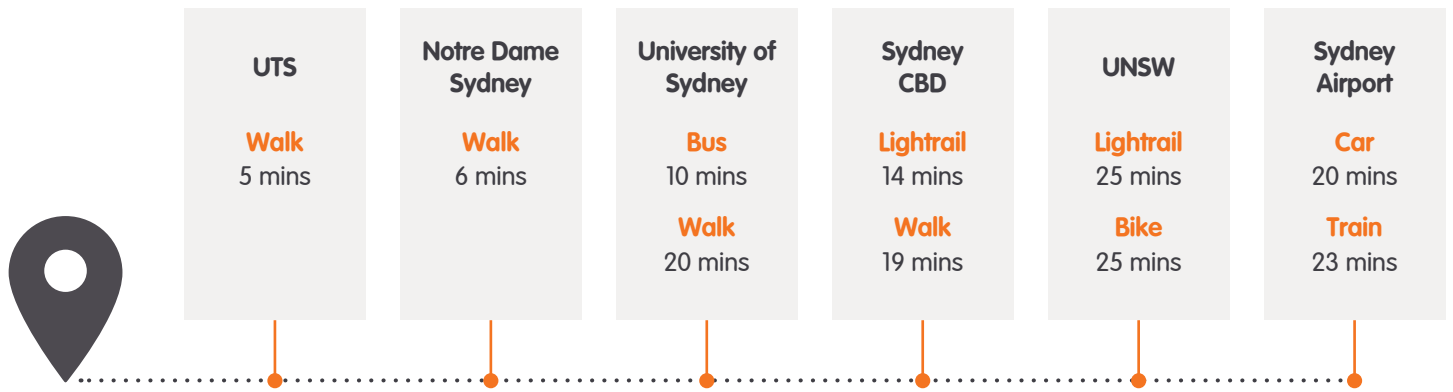 UTS
Walk
5 mins
Notre Dame
Sydney
Walk
6 mins
University of
Sydney
Bus
10 mins
Walk
20 mins
Sydney
CBD
Lightrail
14 mins
Walk
19 mins
UNSW
Lightrail
25 mins
Bike
25 mins
Sydney
Airport
Car
20 mins
Train
23 mins